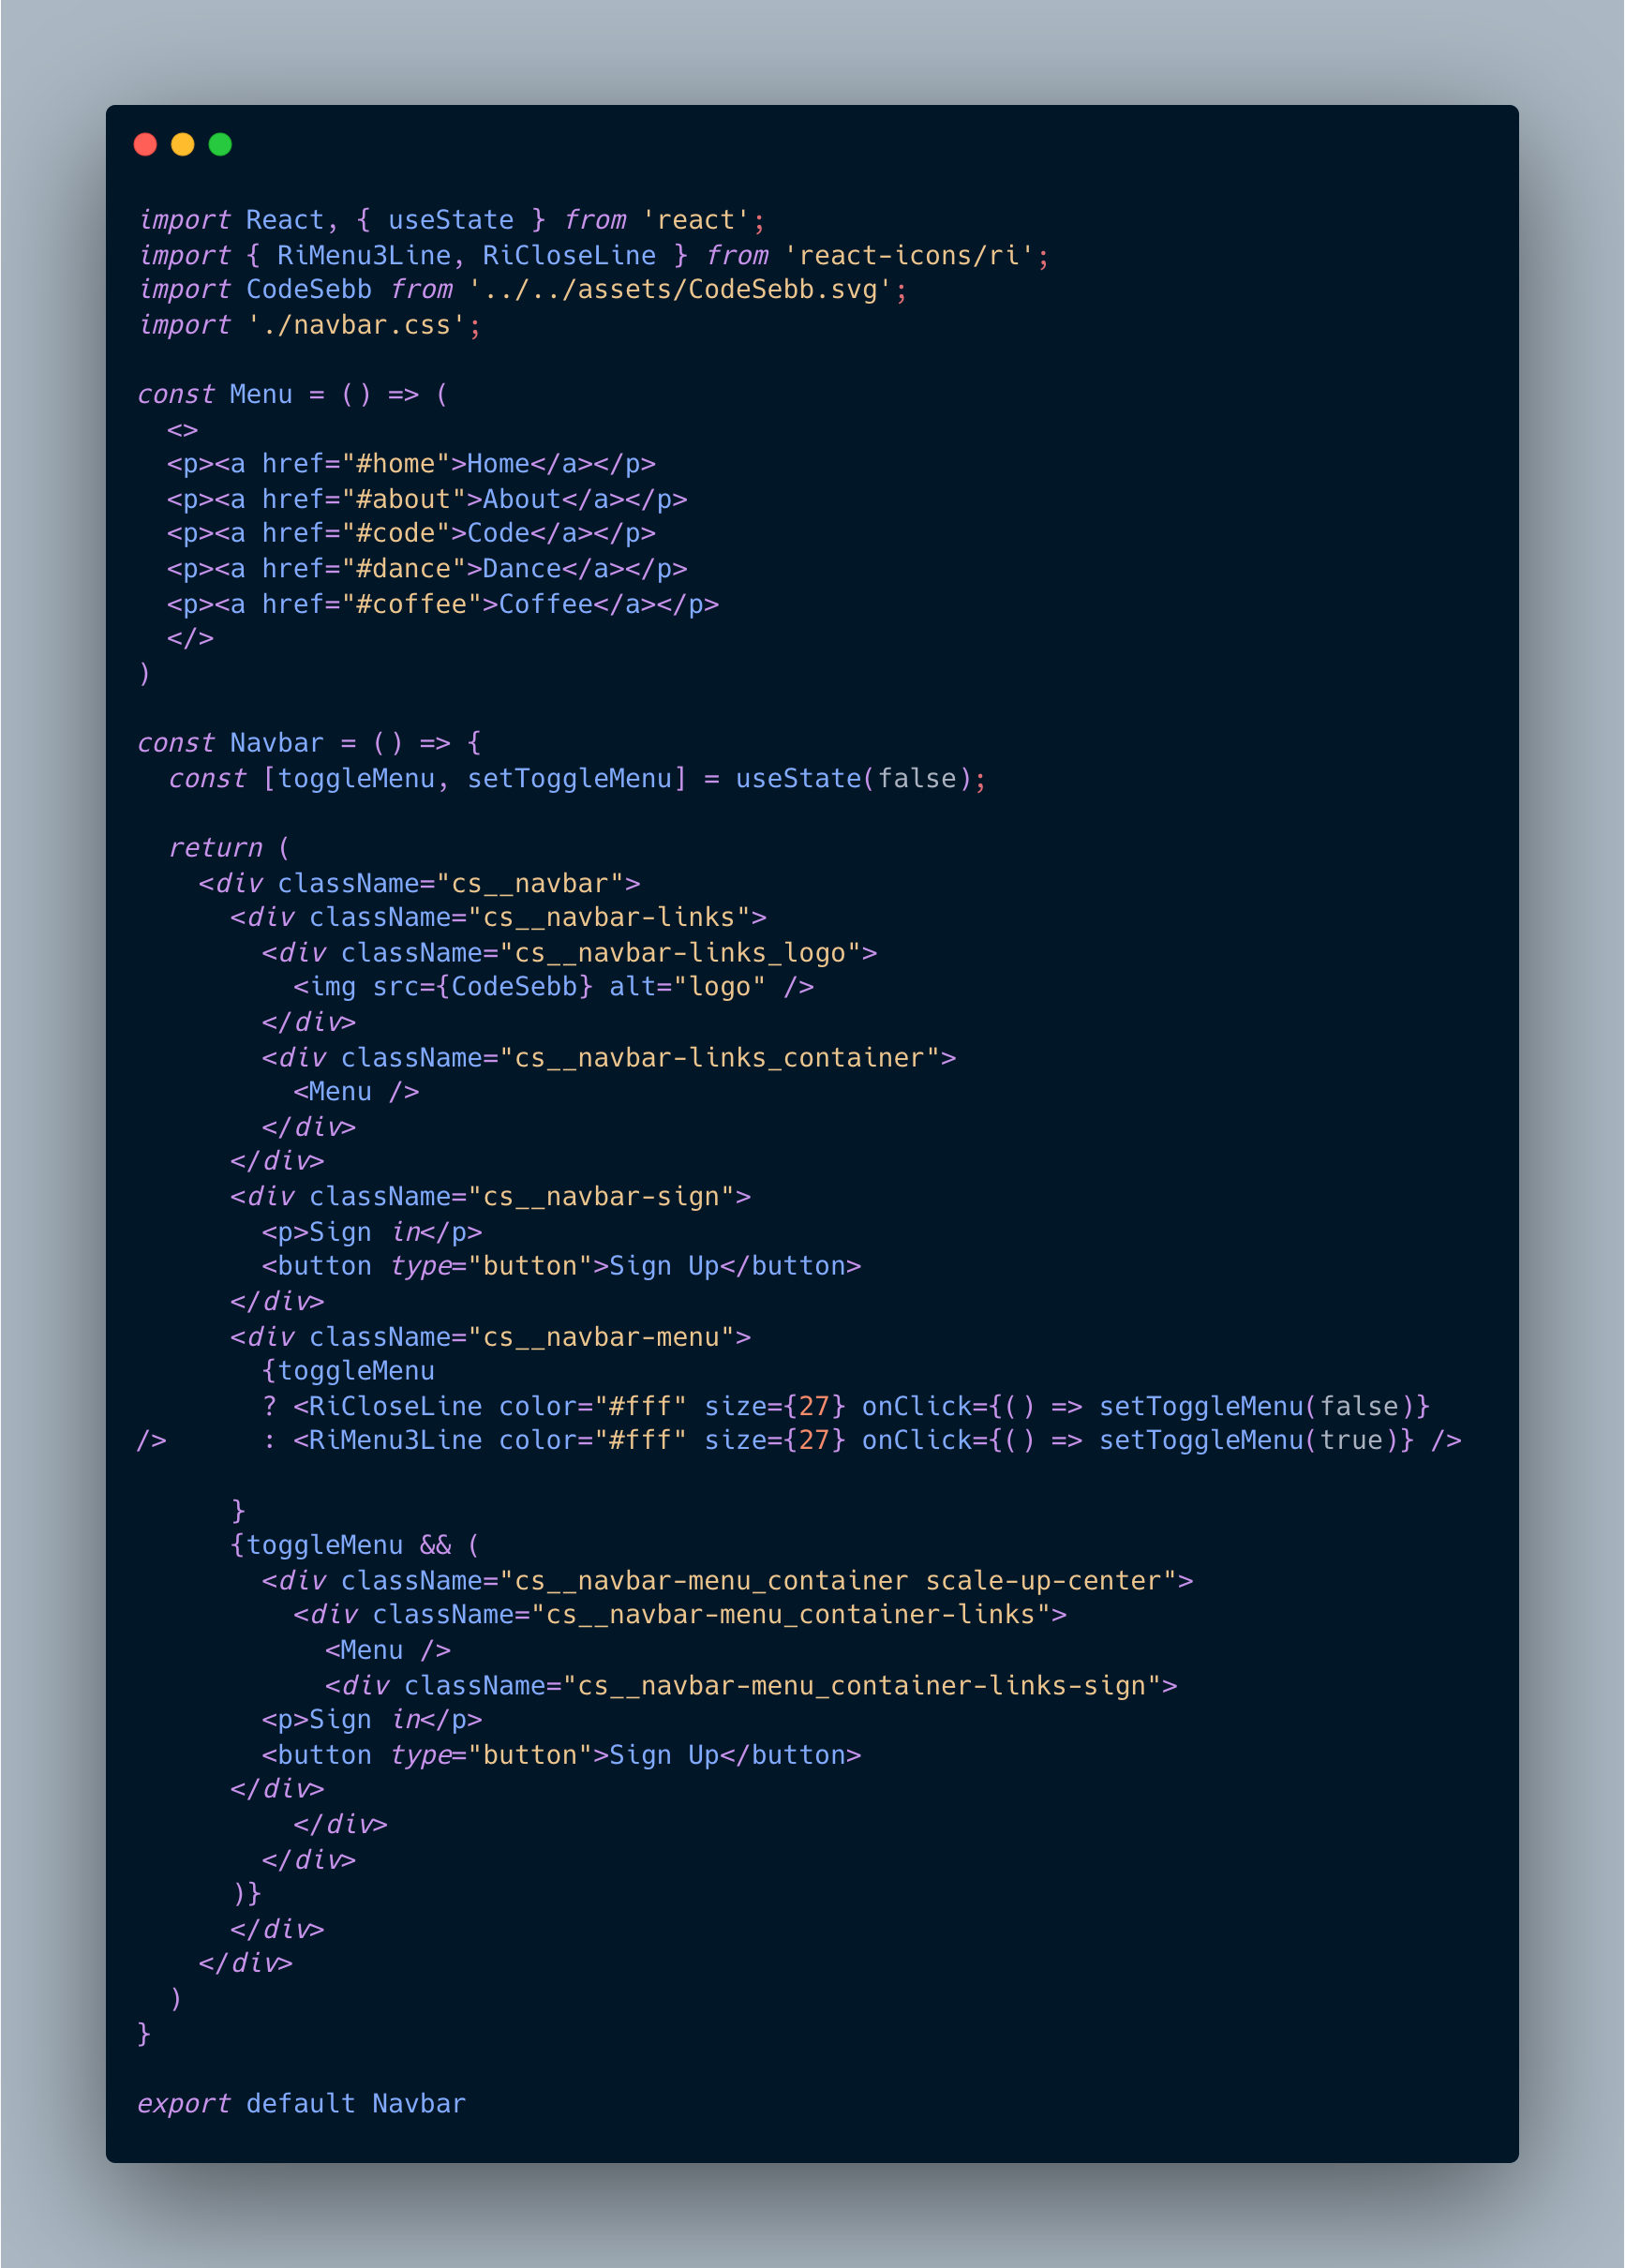 import React, { useState } from 'react';
import { RiMenu3Line, RiCloseLine } from 'react-icons/ri';
import CodeSebb from '../../assets/CodeSebb.svg';
import './navbar.css';

const Menu = () => (
  <>
  <p><a href="#home">Home</a></p>
  <p><a href="#about">About</a></p>
  <p><a href="#code">Code</a></p>
  <p><a href="#dance">Dance</a></p>
  <p><a href="#coffee">Coffee</a></p>
  </>
)

const Navbar = () => {
  const [toggleMenu, setToggleMenu] = useState(false);

  return (
    <div className="cs__navbar">
      <div className="cs__navbar-links">
        <div className="cs__navbar-links_logo">
          <img src={CodeSebb} alt="logo" />
        </div>
        <div className="cs__navbar-links_container">
          <Menu />
        </div>
      </div>
      <div className="cs__navbar-sign">
        <p>Sign in</p>
        <button type="button">Sign Up</button>
      </div>
      <div className="cs__navbar-menu">
        {toggleMenu
        ? <RiCloseLine color="#fff" size={27} onClick={() => setToggleMenu(false)}
/>      : <RiMenu3Line color="#fff" size={27} onClick={() => setToggleMenu(true)} />

      }
      {toggleMenu && (
        <div className="cs__navbar-menu_container scale-up-center">
          <div className="cs__navbar-menu_container-links">
            <Menu />
            <div className="cs__navbar-menu_container-links-sign">
        <p>Sign in</p>
        <button type="button">Sign Up</button>
      </div>
          </div>
        </div>
      )}
      </div>
    </div>
  )
}

export default Navbar